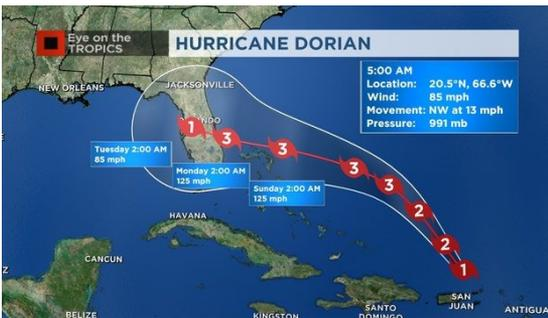 Eye on the
TROPICS
HURRICANE DORIAN
5:00 AM
Location: 20.5°N, 66.6°W
Wind: 85 mph
Movement: NW at 13 mph
Pressure: 991 mb
JACKSONVILLE
NEW ORLEANS
NDO
1
3
3
3
3
2
2
1
Tuesday 2:00 AM
85 mph
Monday 2:00 AM
125 mph
Sunday 2:00 AM
125 mph
HAVANA
CANCUN
Z
BELIZE
KINGSTON
SANTO
DOMINGO
SAN
JUAN
ANTIGUA